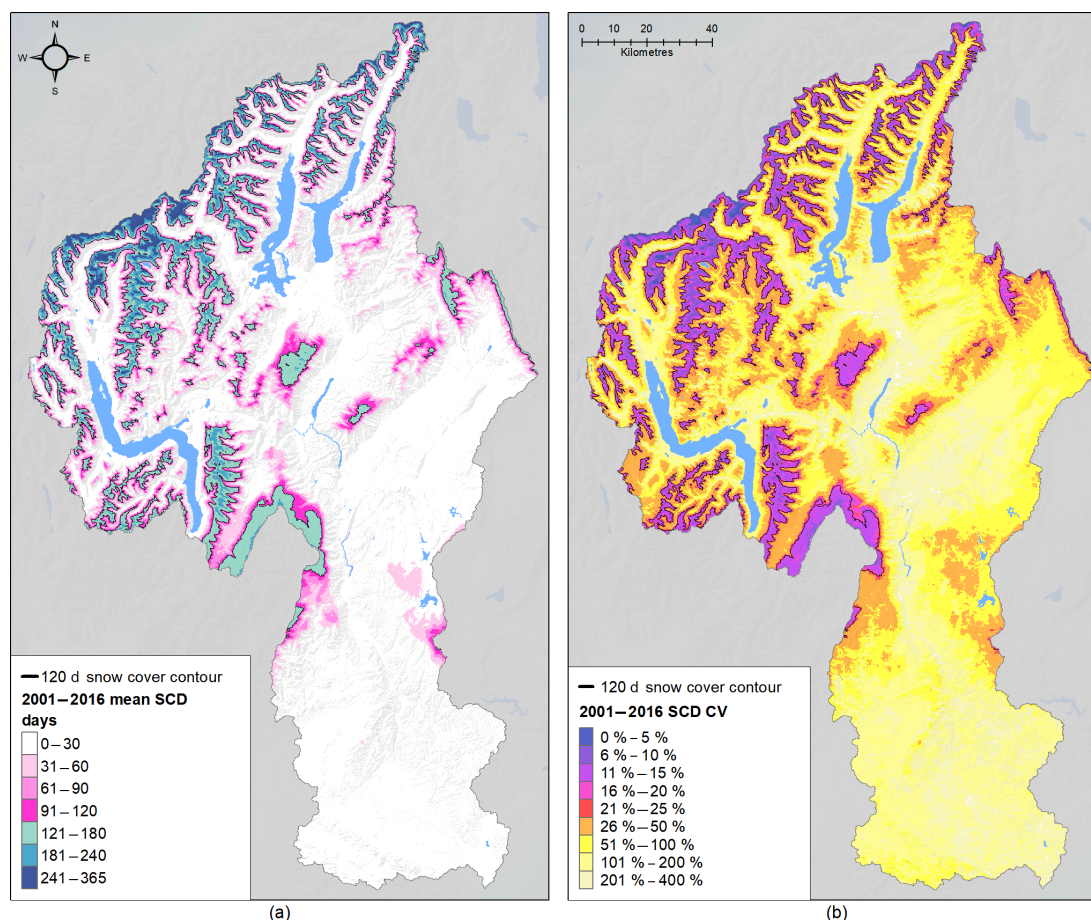 N
W E
S
120 d snow cover contour
2001–2016 mean SCD
days
0–30
31–60
61–90
91–120
121–180
181–240
241–365
(a)
0 20 40
Kilometres
120 d snow cover contour
2001–2016 SCD CV
0 %–5 %
6 %–10 %
11 %–15 %
16 %–20 %
21 %–25 %
26 %–50 %
51 %–100 %
101 %–200 %
201 %–400 %
(b)